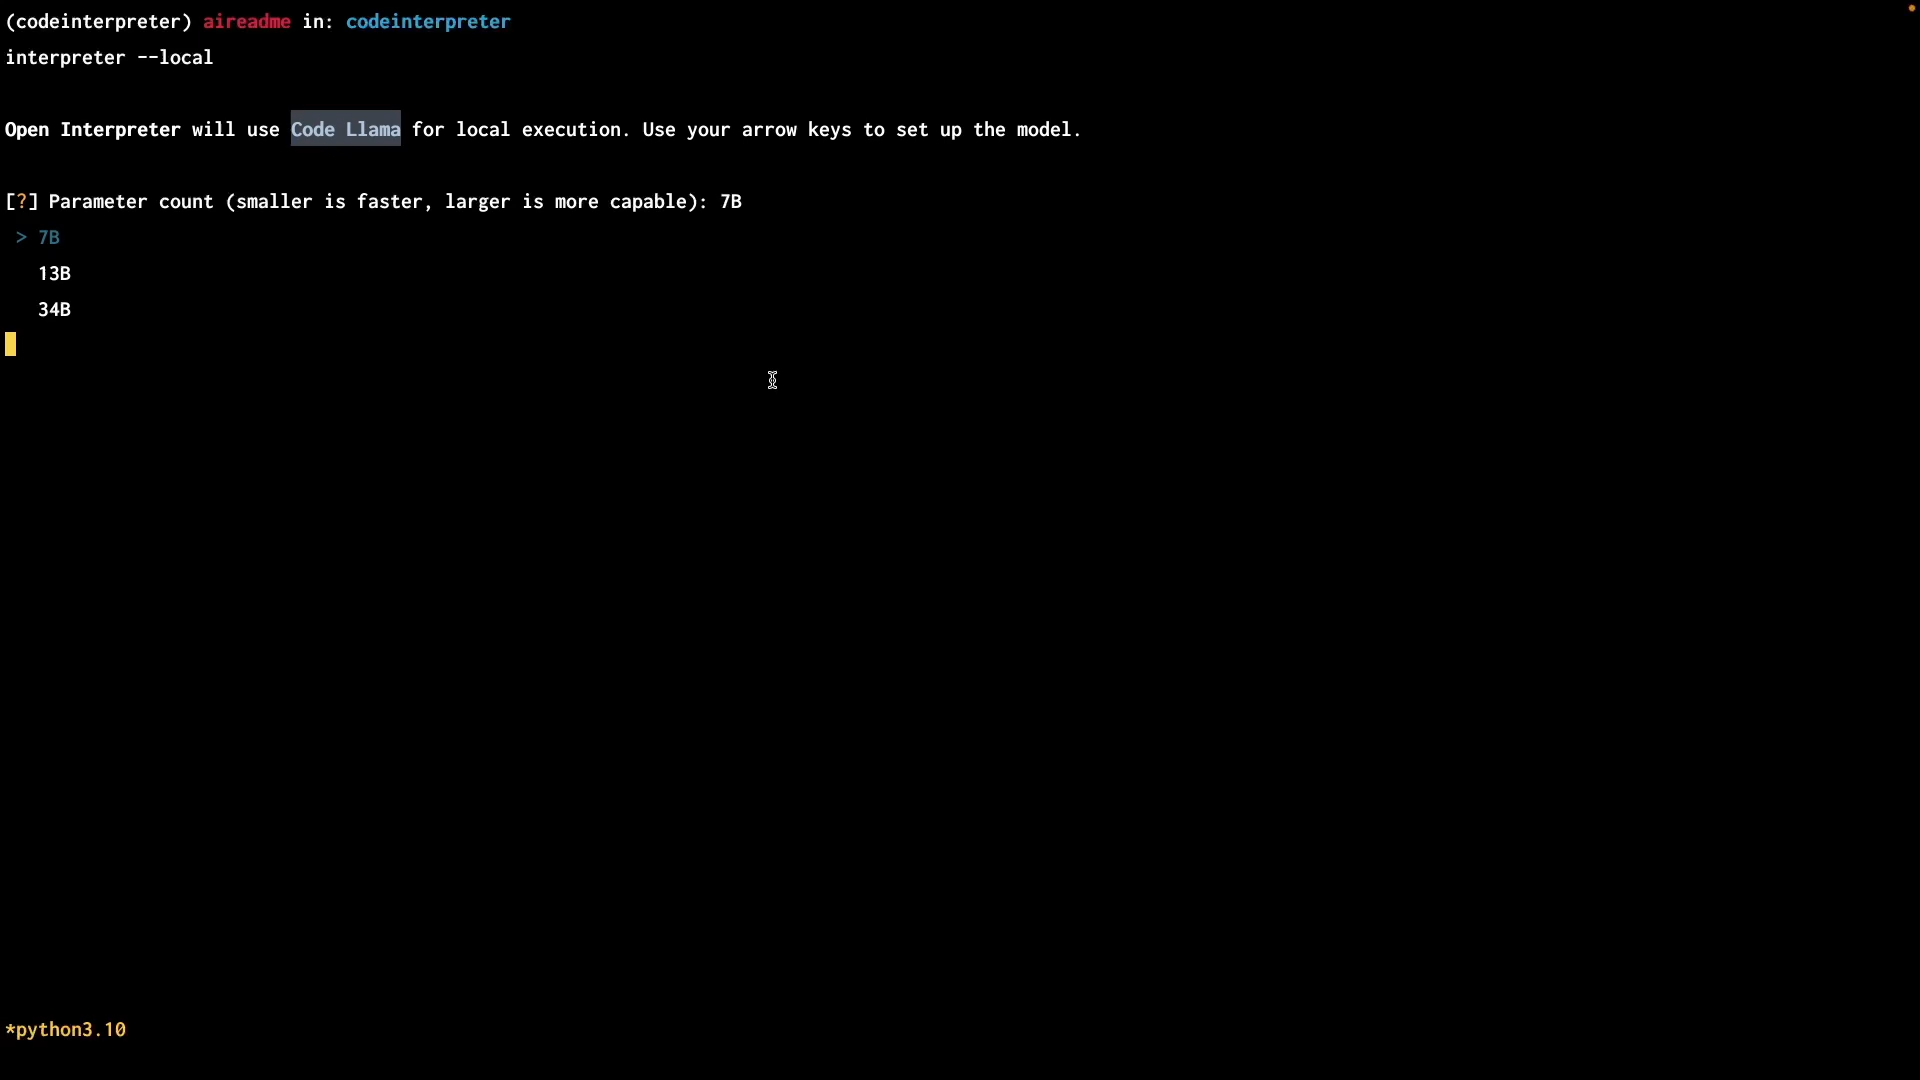 (codeinterpreter) aireadme in: codeinterpreter
interpreter --local
Open Interpreter will use Code Llama for local execution. Use your arrow keys to set up the model.
[?] Parameter count (smaller is faster, larger is more capable): 7B
> 7B
13B
34B
*python3.10